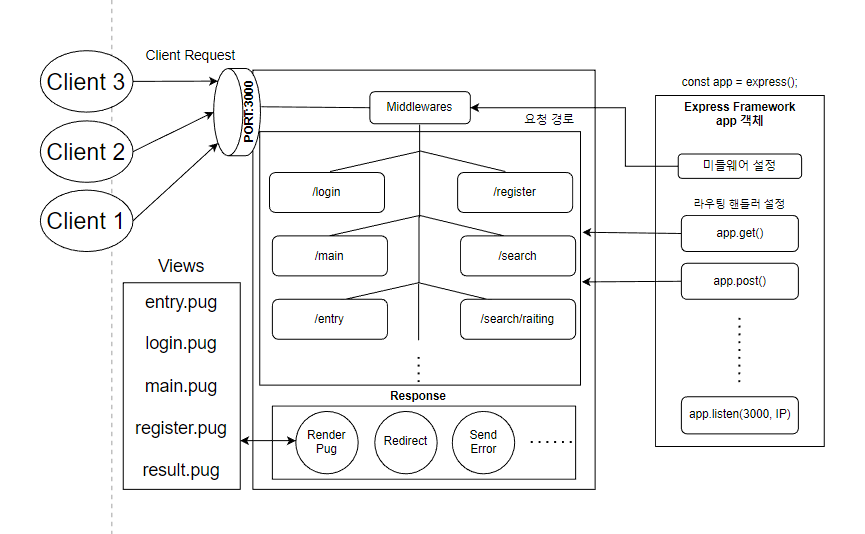 Client Request
Client 3
Client 2
Client 1
PORT:3000
Middlewares
요청 경로
/login
/register
/main
/search
/entry
/search/raiting
Response
Render
Pug
Redirect
Send
Error
Views
entry.pug
login.pug
main.pug
register.pug
result.pug
const app = express();
Express Framework
app 객체
미들웨어 설정
라우팅 핸들러 설정
app.get()
app.post()
app.listen(3000, IP)